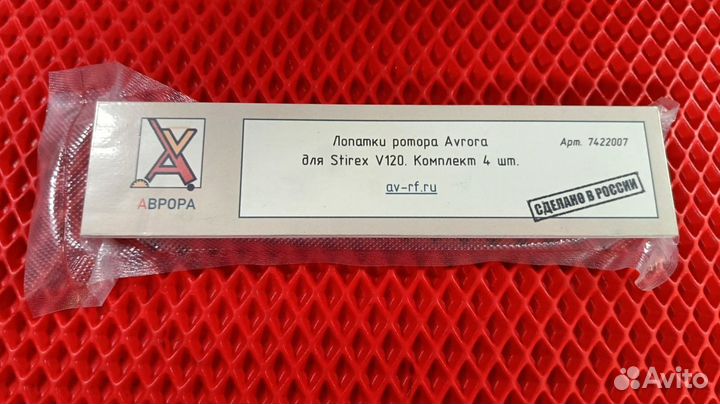 Лопатки ротора Avrora
Арт. 7422007
для Stirex V120. Комплект 4 шт.
av-rf.ru
СДЕЛАНО В РОССИИ
АВРОРА
Avito